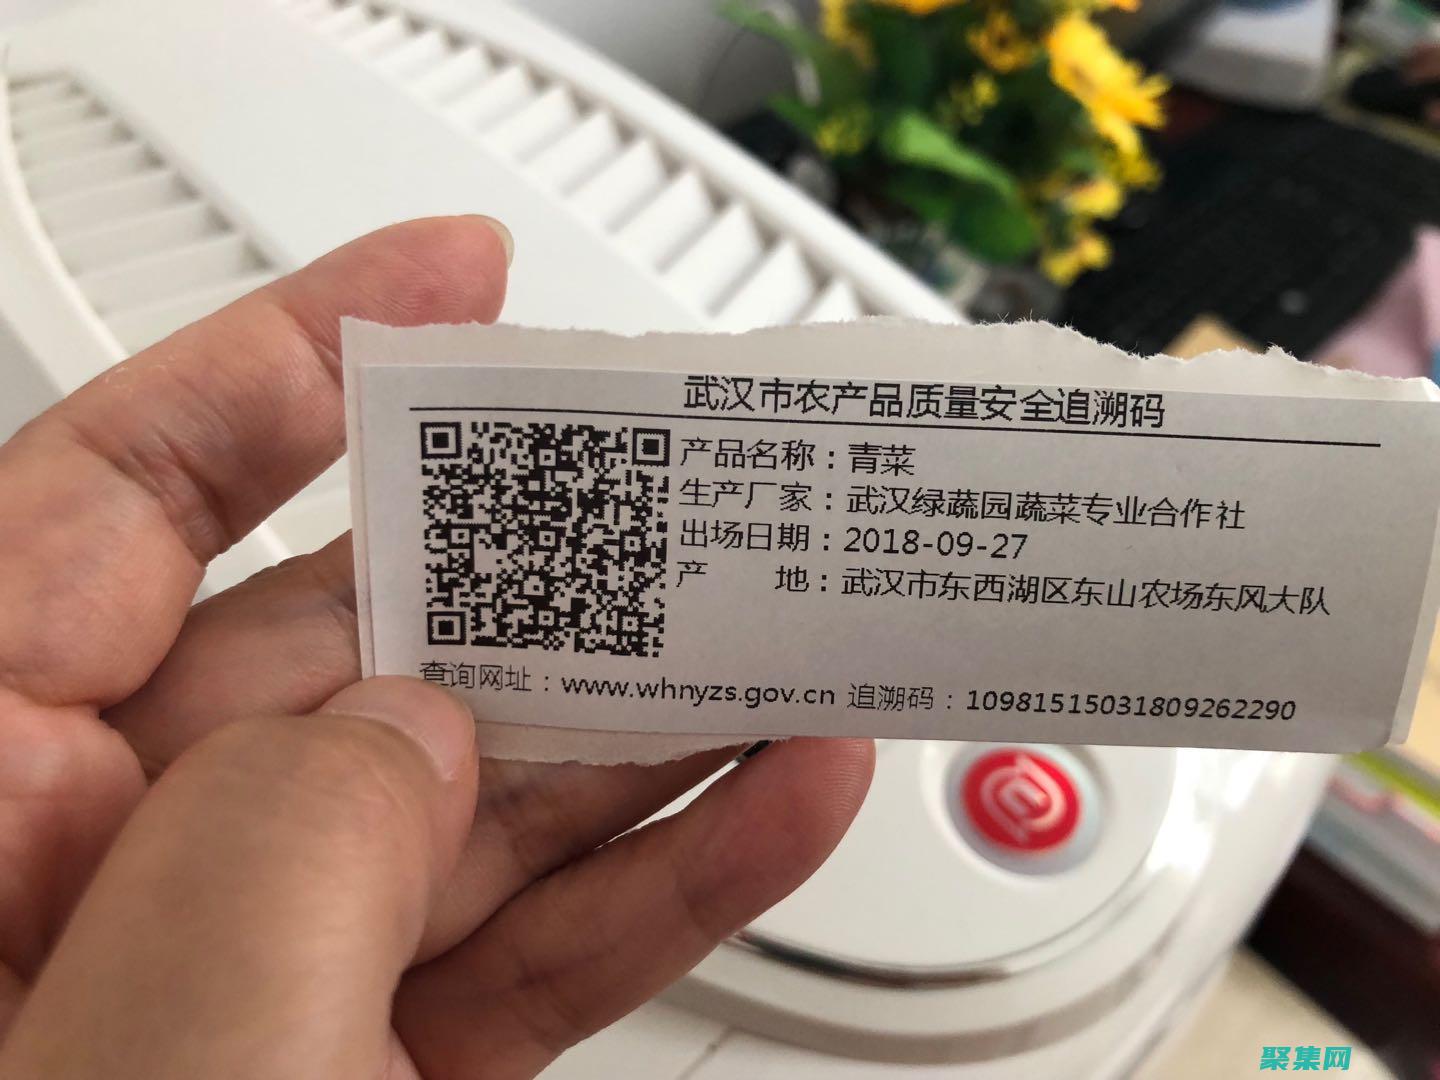 武汉市农产品质量安全追溯码
产品名称：青菜
生产厂家：武汉绿蔬园蔬菜专业合作社
出场日期：2018-09-27
产　　地：武汉市东西湖区东山农场东风大队
查询网址：www.whnyzs.gov.cn 追溯码：10981515031809262290
聚集网